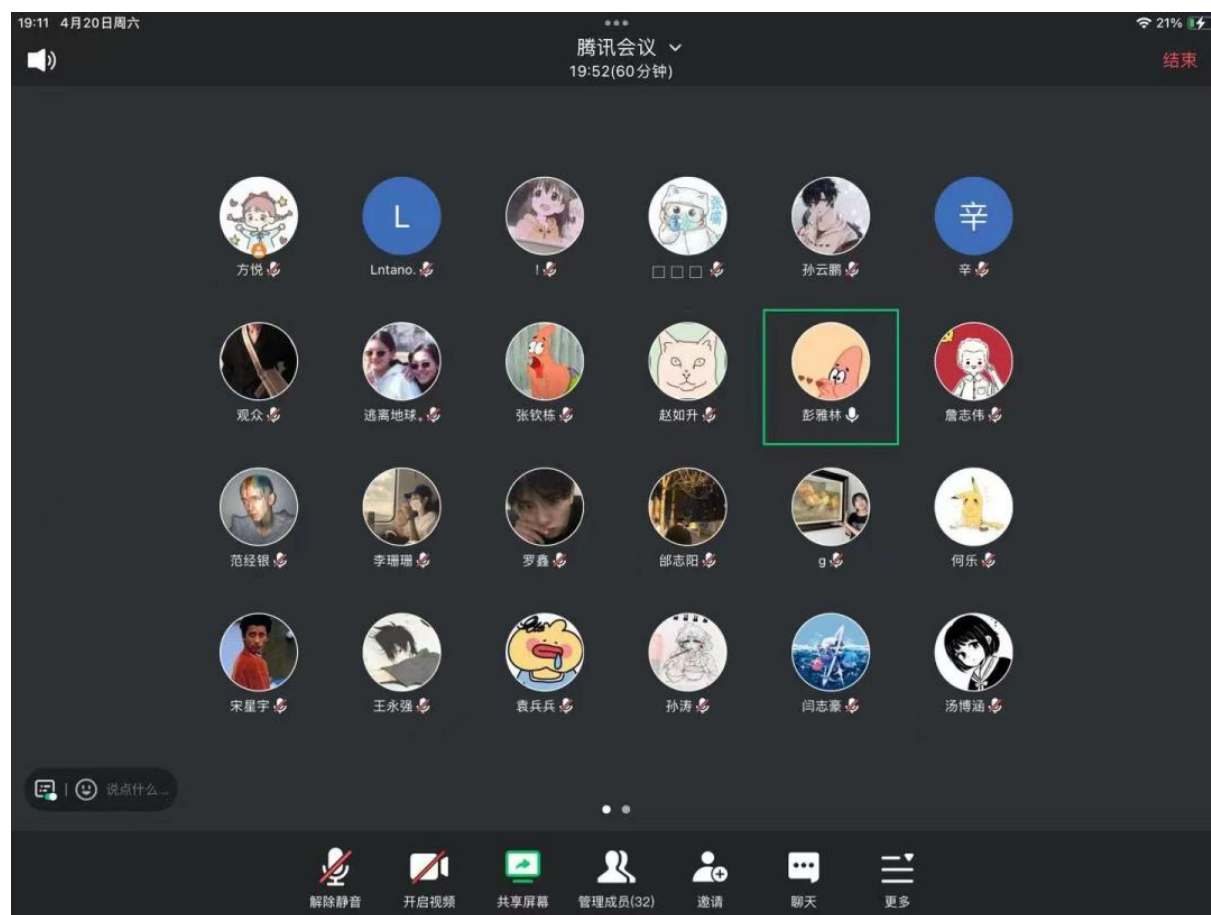 19:11 4月20日周六
21%
腾讯会议
19:52(60分钟)
结束
L
辛
方悦
Lntano.
!
□□□
孙云鹏
辛
观众
逃离地球。
张钦栋
赵如升
彭雅林
詹志伟
范经银
李珊珊
罗鑫
邰志阳
g
何乐
宋星宇
王永强
袁兵兵
孙涛
闫志豪
汤博涵
说点什么...
解除静音
开启视频
共享屏幕
管理成员(32)
邀请
聊天
更多